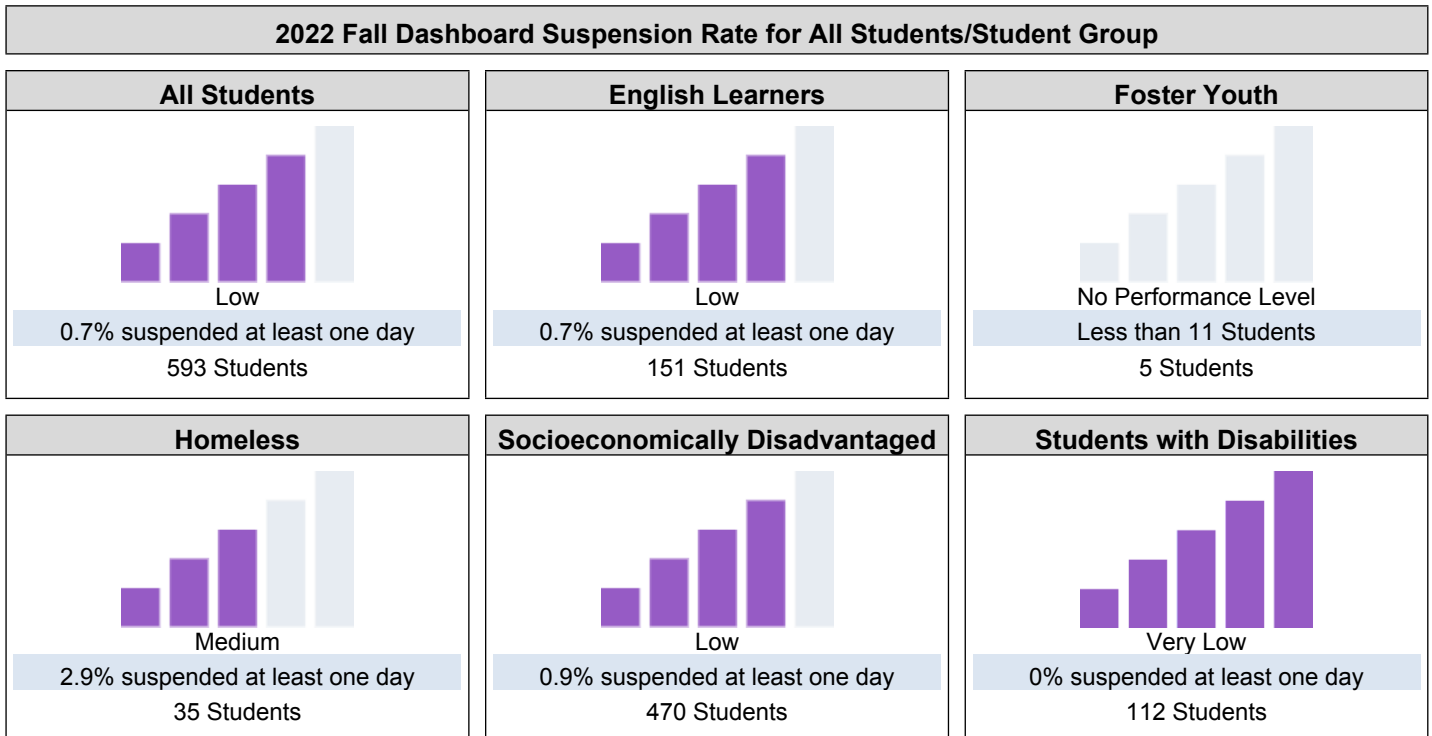 2022 Fall Dashboard Suspension Rate for All Students/Student Group
All Students
Low
0.7% suspended at least one day
593 Students
English Learners
Low
0.7% suspended at least one day
151 Students
Foster Youth
No Performance Level
Less than 11 Students
5 Students
Homeless
Medium
2.9% suspended at least one day
35 Students
Socioeconomically Disadvantaged
Low
0.9% suspended at least one day
470 Students
Students with Disabilities
Very Low
0% suspended at least one day
112 Students